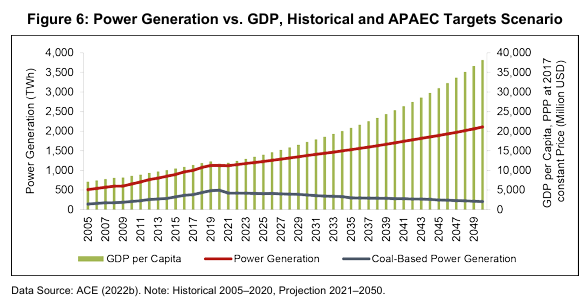 Figure 6: Power Generation vs. GDP, Historical and APAEC Targets Scenario
Power Generation (TWh)
4,000
3,500
3,000
2,500
2,000
1,500
1,000
500
0
40,000
35,000
30,000
25,000
20,000
15,000
10,000
5,000
0
GDP per Capita, PPP at 2017
constant Price (Million USD)
2005 2007 2009 2011 2013 2015 2017 2019 2021 2023 2025 2027 2029 2031 2033 2035 2037 2039 2041 2043 2045 2047 2049
GDP per Capita Power Generation Coal-Based Power Generation
Data Source: ACE (2022b). Note: Historical 2005–2020, Projection 2021–2050.